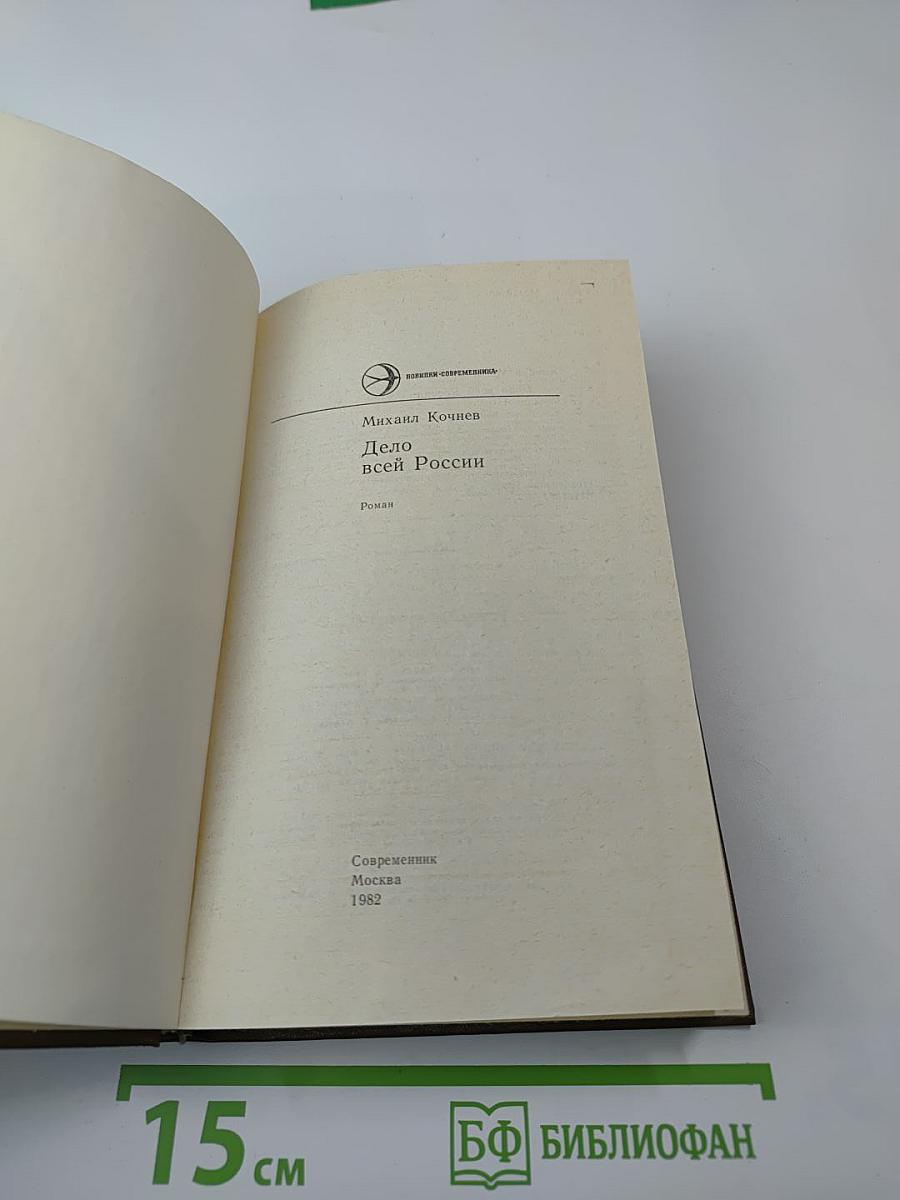 НОВИНКИ «СОВРЕМЕННИКА»
Михаил Кочнев
Дело
всей России
Роман
Современник
Москва
1982
15 см
БФ БИБЛИОФАН